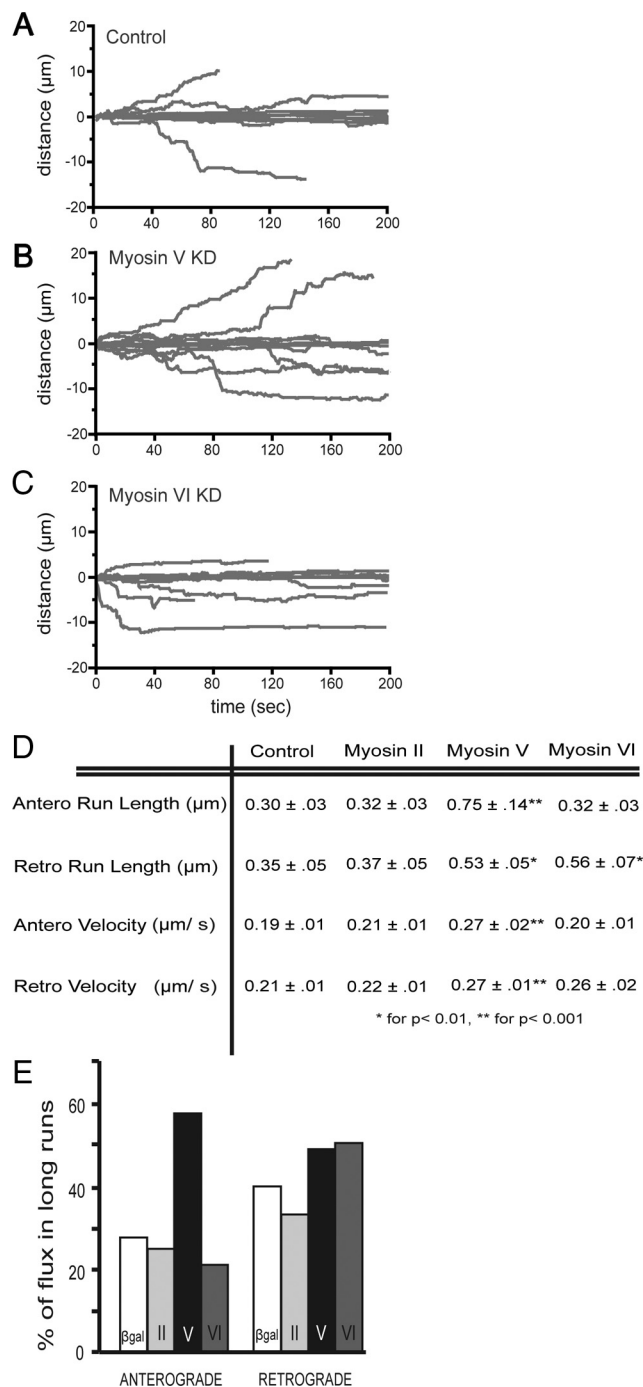 A
Control
distance (µm)
20
10
0
-10
-20
0 40 80 120 160 200
B
Myosin V KD
distance (µm)
20
10
0
-10
-20
0 40 80 120 160 200
C
Myosin VI KD
distance (µm)
20
10
0
-10
-20
0 40 80 120 160 200
time (sec)
D
Control Myosin II Myosin V Myosin VI
Antero Run Length (µm) 0.30 ± .03 0.32 ± .03 0.75 ± .14** 0.32 ± .03
Retro Run Length (µm) 0.35 ± .05 0.37 ± .05 0.53 ± .05* 0.56 ± .07*
Antero Velocity (µm/ s) 0.19 ± .01 0.21 ± .01 0.27 ± .02** 0.20 ± .01
Retro Velocity (µm/ s) 0.21 ± .01 0.22 ± .01 0.27 ± .01** 0.26 ± .02
* for p< 0.01, ** for p< 0.001
E
% of flux in long runs
60
40
20
0
βgal II V VI βgal II V VI
ANTEROGRADE RETROGRADE